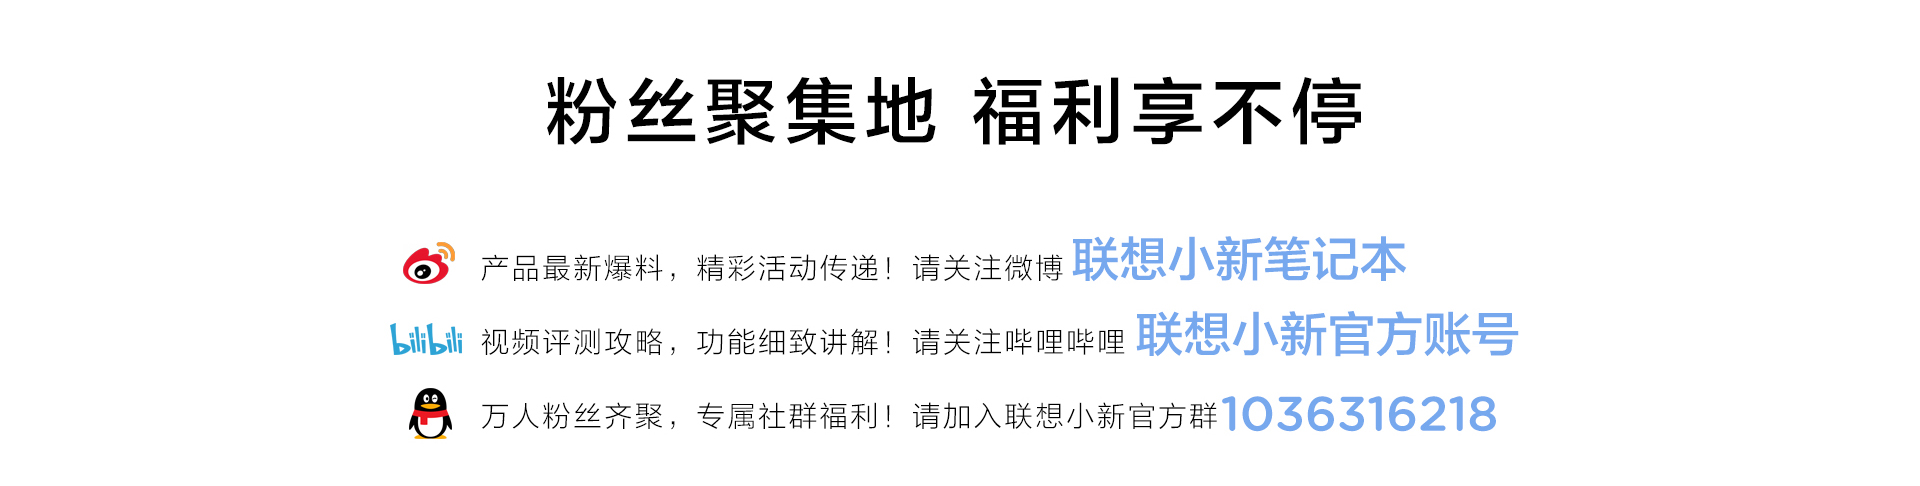 粉丝聚集地 福利享不停
产品最新爆料，精彩活动传递！请关注微博 联想小新笔记本
bilibili 视频评测攻略，功能细致讲解！请关注哔哩哔哩 联想小新官方账号
万人粉丝齐聚，专属社群福利！请加入联想小新官方群1036316218